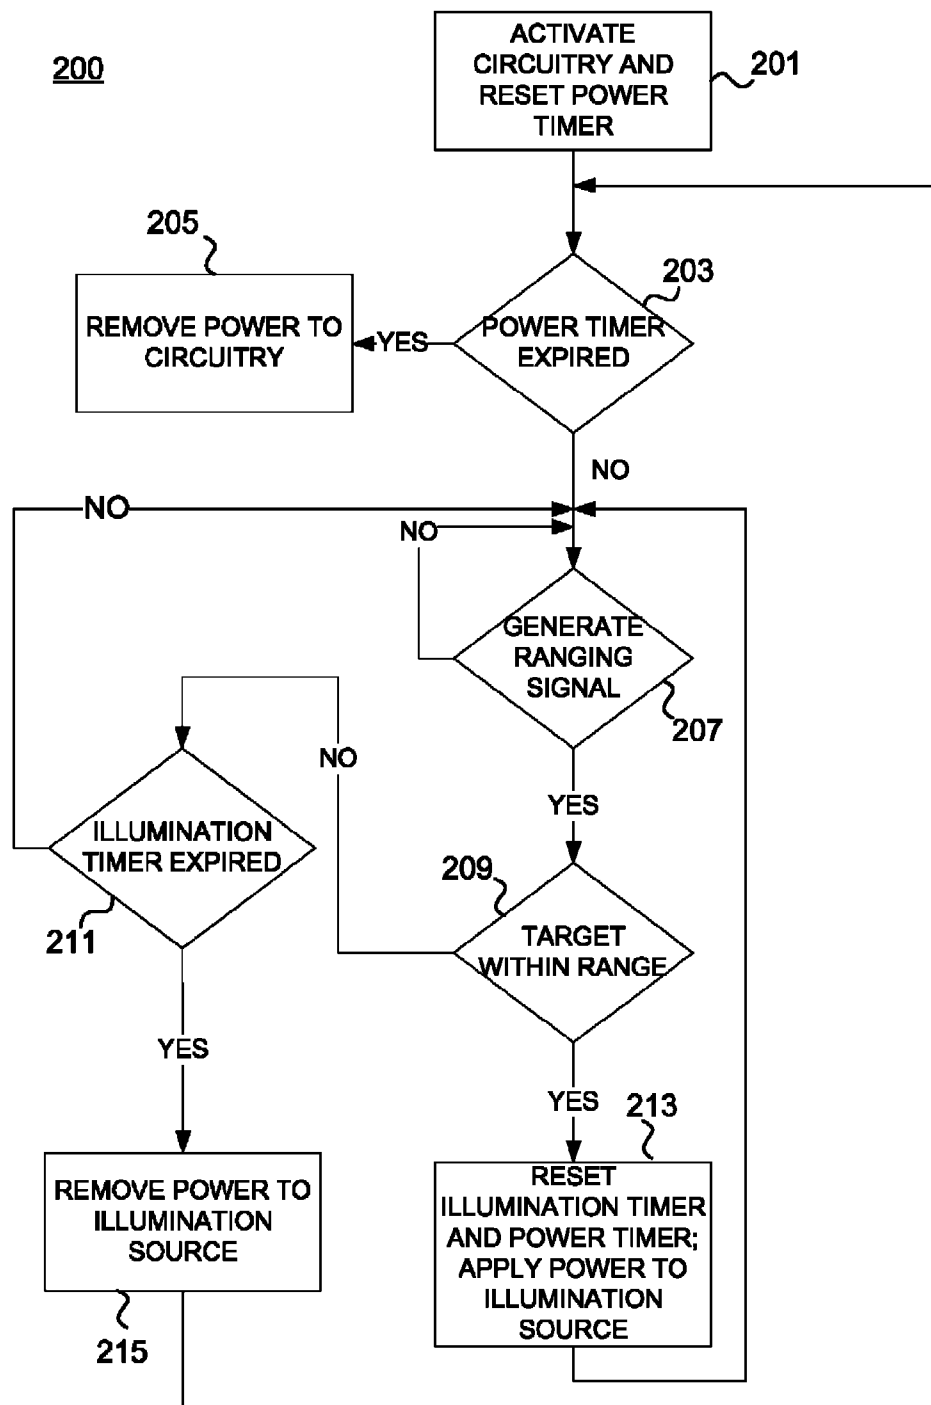 200
ACTIVATE
CIRCUITRY AND
RESET POWER
TIMER
201
205
203
REMOVE POWER TO
CIRCUITRY
YES
POWER TIMER
EXPIRED
NO
NO
NO
GENERATE
RANGING
SIGNAL
207
NO
YES
ILLUMINATION
TIMER EXPIRED
211
209
TARGET
WITHIN RANGE
YES
YES
213
REMOVE POWER TO
ILLUMINATION
SOURCE
215
RESET
ILLUMINATION TIMER
AND POWER TIMER;
APPLY POWER TO
ILLUMINATION
SOURCE